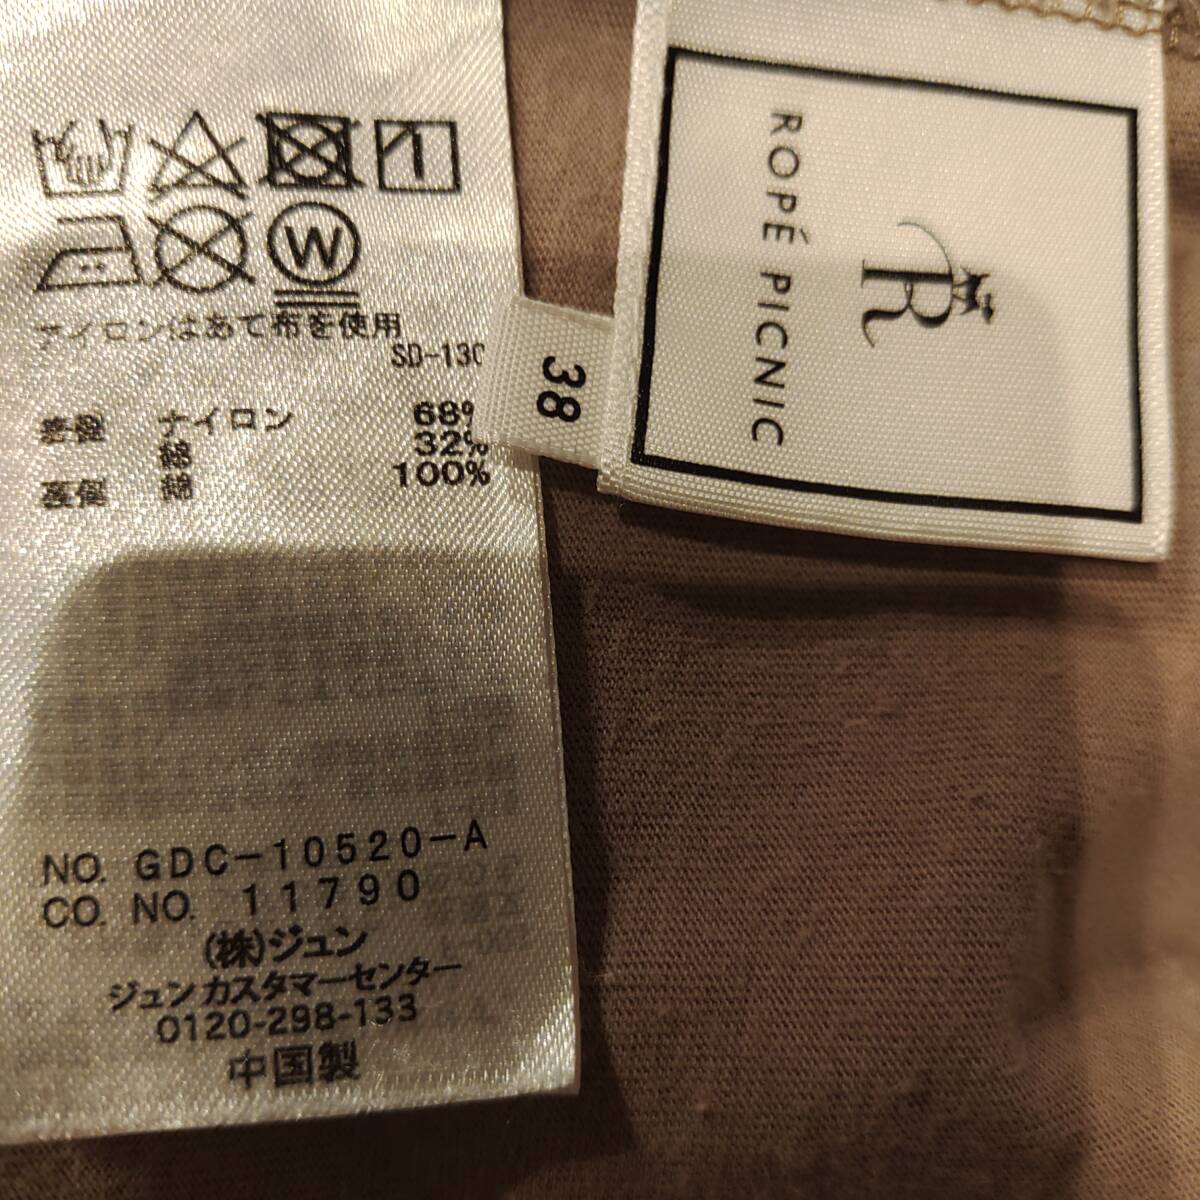 W
アイロンはあて布を使用
SD-130
表側 ナイロン 68%
綿 32%
裏側 綿 100%
NO. GDC-10520-A
CO. NO. 11790
(株)ジュン
ジュンカスタマーセンター
0120-298-133
中国製
38
R
ROPÉ PICNIC